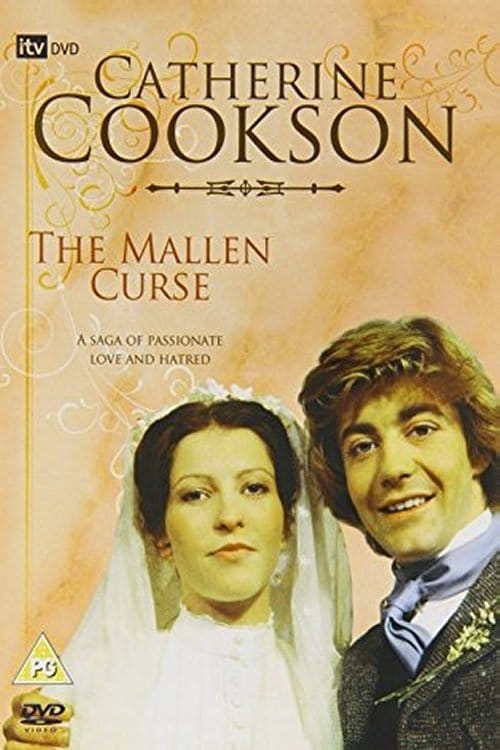 itv DVD
CATHERINE
COOKSON
THE MALLEN
CURSE
A SAGA OF PASSIONATE
LOVE AND HATRED
PG
DVD
VIDEO